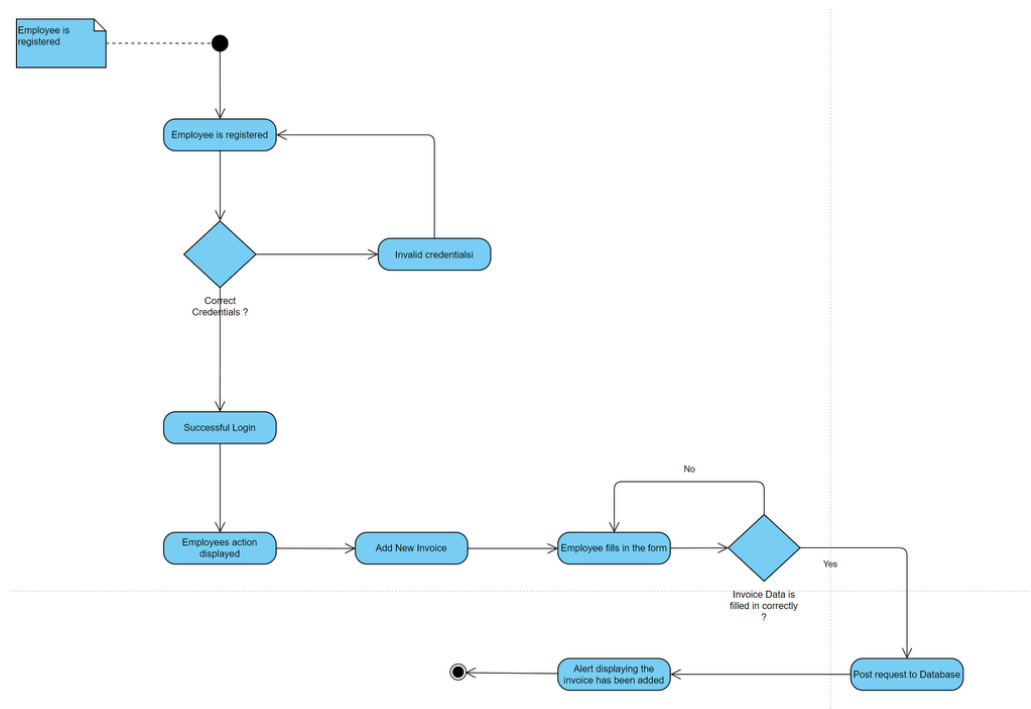 Employee is
registered
Employee is registered
Invalid credentialsi
Correct
Credentials ?
Successful Login
No
Employees action
displayed
Add New Invoice
Employee fills in the form
Yes
Invoice Data is
filled in correctly
?
Alert displaying the
invoice has been added
Post request to Database